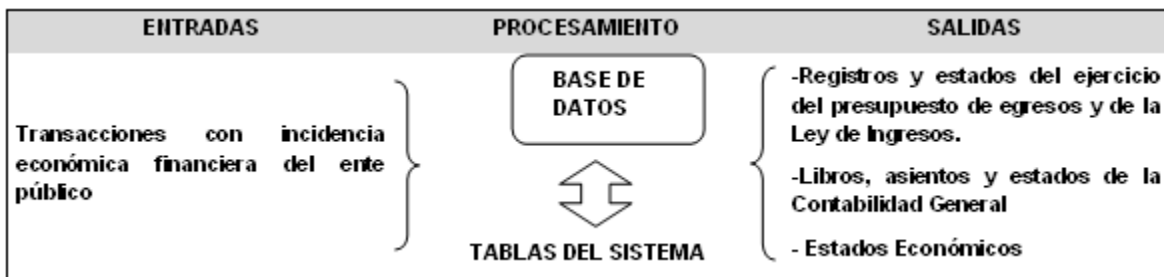 ENTRADAS
PROCESAMIENTO
SALIDAS
Transacciones con incidencia
económica financiera del ente
público
BASE DE
DATOS
TABLAS DEL SISTEMA
-Registros y estados del ejercicio
del presupuesto de egresos y de la
Ley de Ingresos.
-Libros, asientos y estados de la
Contabilidad General
- Estados Económicos